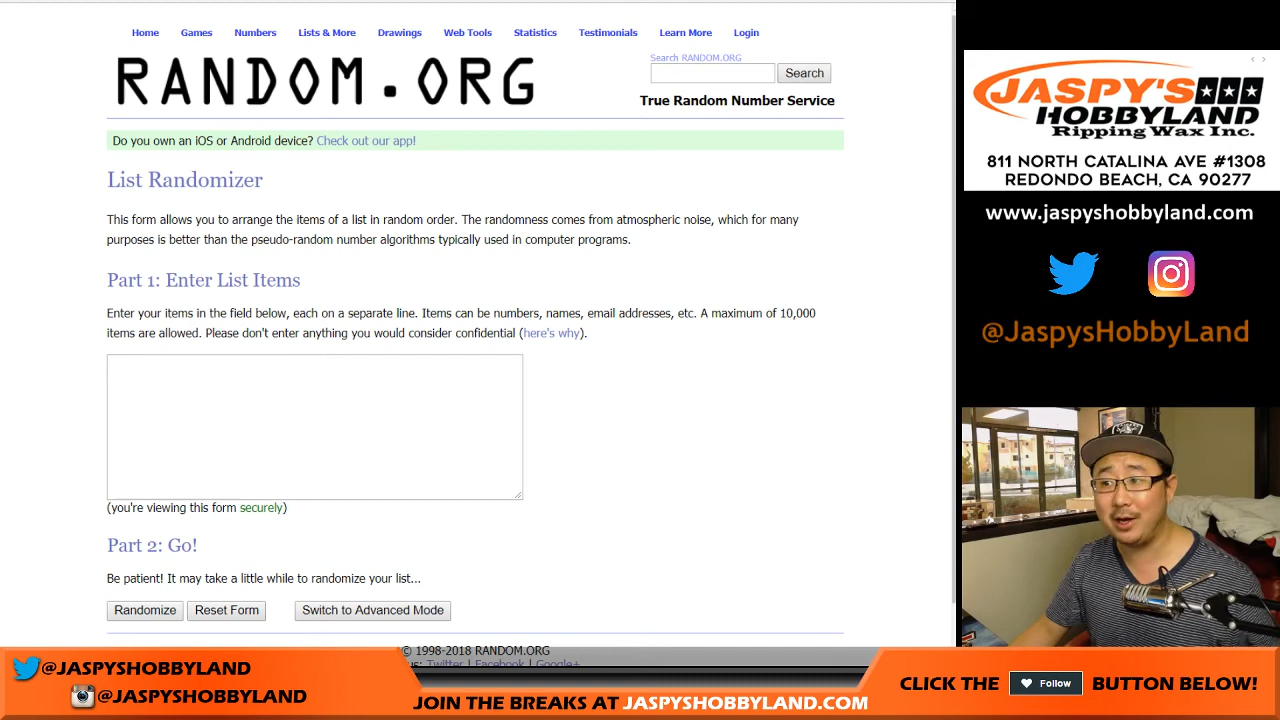 Home Games Numbers Lists & More Drawings Web Tools Statistics Testimonials Learn More Login
RANDOM.ORG
Search RANDOM.ORG
Search
True Random Number Service
Do you own an iOS or Android device? Check out our app!
List Randomizer
This form allows you to arrange the items of a list in random order. The randomness comes from atmospheric noise, which for many
purposes is better than the pseudo-random number algorithms typically used in computer programs.
Part 1: Enter List Items
Enter your items in the field below, each on a separate line. Items can be numbers, names, email addresses, etc. A maximum of 10,000
items are allowed. Please don't enter anything you would consider confidential (here's why).
(you're viewing this form securely)
Part 2: Go!
Be patient! It may take a little while to randomize your list...
Randomize Reset Form Switch to Advanced Mode
© 1998-2018 RANDOM.ORG
us: Twitter | Facebook | Google+
JASPY'S
HOBBYLAND
Ripping Wax Inc.
811 NORTH CATALINA AVE #1308
REDONDO BEACH, CA 90277
www.jaspyshobbyland.com
@JaspysHobbyLand
@JASPYSHOBBYLAND
@JASPYSHOBBYLAND
JOIN THE BREAKS AT JASPYSHOBBYLAND.COM
CLICK THE Follow BUTTON BELOW!